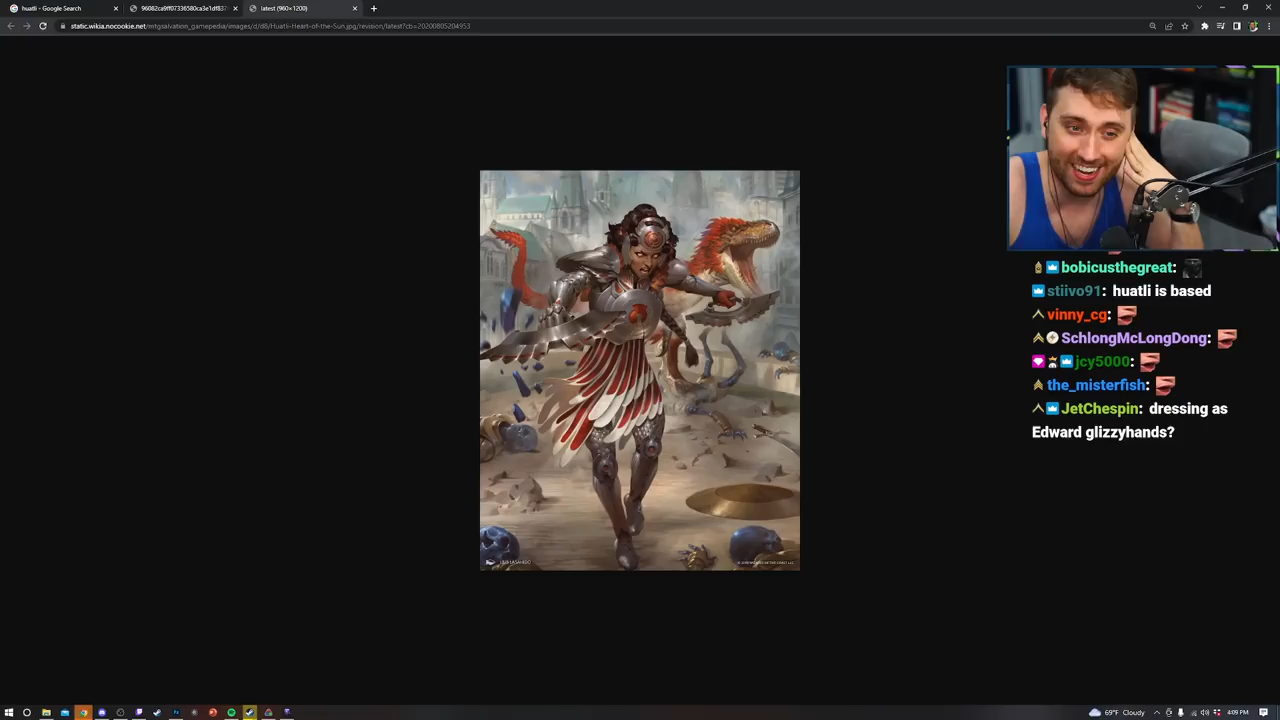 huatli - Google Search
96082ca9ff07336580ca3e1df837
latest (960×1200)
static.wikia.nocookie.net/mtgsalvation_gamepedia/images/d/d8/Huatli-Heart-of-the-Sun.jpg/revision/latest?cb=20200805204953
bobicusthegreat:
stiivo91: huatli is based
vinny_cg:
SchlongMcLongDong:
jcy5000:
the_misterfish:
JetChespin: dressing as
Edward glizzyhands?
69°F Cloudy
4:09 PM